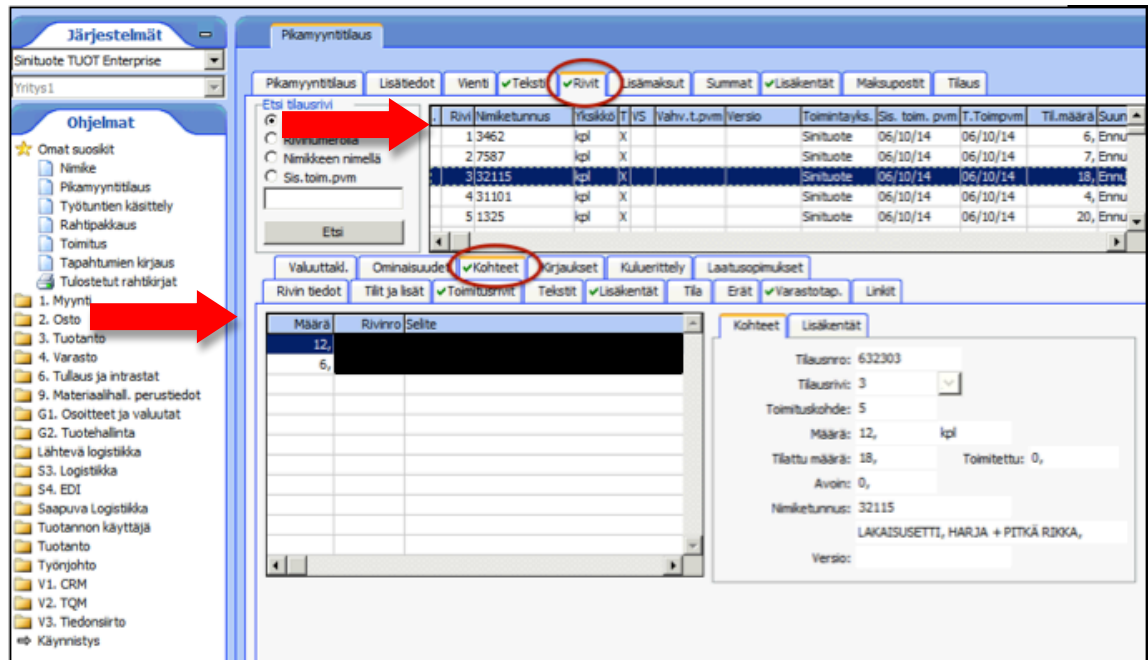 Järjestelmät
Sinituote TUOT Enterprise
Yritys1
Ohjelmat
Omat suosikit
Nimike
Pikamyyntitilaus
Työtuntien käsittely
Rahtipakkaus
Toimitus
Tapahtumien kirjaus
Tulostetut rahtikirjat
1. Myynti
2. Osto
3. Tuotanto
4. Varasto
6. Tullaus ja intrastat
9. Materiaalihall. perustiedot
G1. Osoitteet ja valuutat
G2. Tuotehallinta
Lähtevä logistiikka
S3. Logistiikka
S4. EDI
Saapuva Logistiikka
Tuotannon käyttäjä
Tuotanto
Työnjohto
V1. CRM
V2. TQM
V3. Tiedonsiirto
Käynnistys
Pikamyyntitilaus
Pikamyyntitilaus Lisätiedot Vienti Tekstit Rivit Lisämaksut Summat Lisäkentät Maksupostit Tilaus
Etsi tilausrivi
Rivinumerolla
Nimikkeen nimellä
Sis.toim.pvm
Etsi
Rivi Nimiketunnus Yksikkö T VS Vahv.t.pvm Versio Toimintayks. Sis. toim. pvm T.Toimpvm Til.määrä Suun
1 3462 kpl X Sinituote 06/10/14 06/10/14 6, Ennu
2 7587 kpl X Sinituote 06/10/14 06/10/14 7, Ennu
3 32115 kpl X Sinituote 06/10/14 06/10/14 18, Ennu
4 31101 kpl X Sinituote 06/10/14 06/10/14 4, Ennu
5 1325 kpl X Sinituote 06/10/14 06/10/14 20, Ennu
Valuuttakl. Ominaisuudet Kohteet Kirjaukset Kuluerittely Laatusopimukset
Rivin tiedot Tilit ja lisät Toimitusrivit Tekstit Lisäkentät Tila Erät Varastotap. Linkit
Määrä Rivinro Selite
12,
6,
Kohteet Lisäkentät
Tilausnro: 632303
Tilausrivi: 3
Toimituskohde: 5
Määrä: 12, kpl
Tilattu määrä: 18, Toimitettu: 0,
Avoin: 0,
Nimiketunnus: 32115
LAKAISUSETTI, HARJA + PITKÄ RIKKA,
Versio: